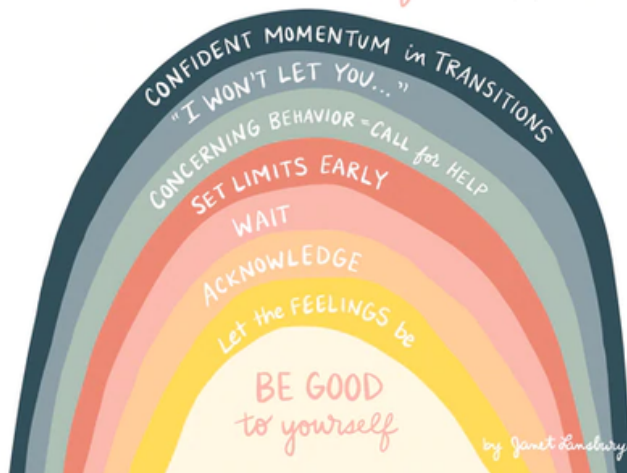 CONFIDENT MOMENTUM in TRANSITIONS
"I WON'T LET YOU..."
CONCERNING BEHAVIOR = CALL for HELP
SET LIMITS EARLY
WAIT
ACKNOWLEDGE
Let the FEELINGS be
BE GOOD
to yourself
by Janet Lansbury